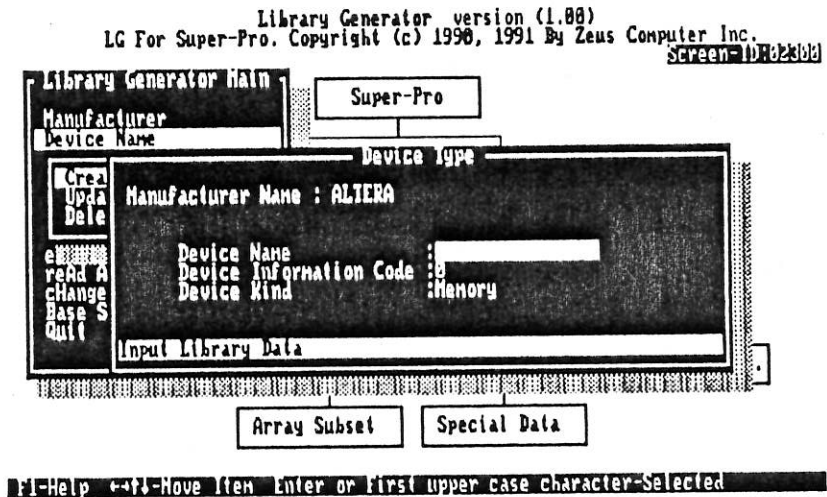 Library Generator version (1.00)
LG For Super-Pro. Copyright (c) 1990, 1991 By Zeus Computer Inc.
Screen-ID:02300
Library Generator Main
Super-Pro
Manufacturer
Device Name
Device Type
Crea
Upda
Dele
Manufacturer Name : ALTERA
Device Name :
Device Information Code :0
Device Kind :Memory
e
reAd A
cHange
Base S
Quit
Input Library Data
Array Subset
Special Data
F1-Help ←→↑↓-Move Item Enter or First upper case character-Selected